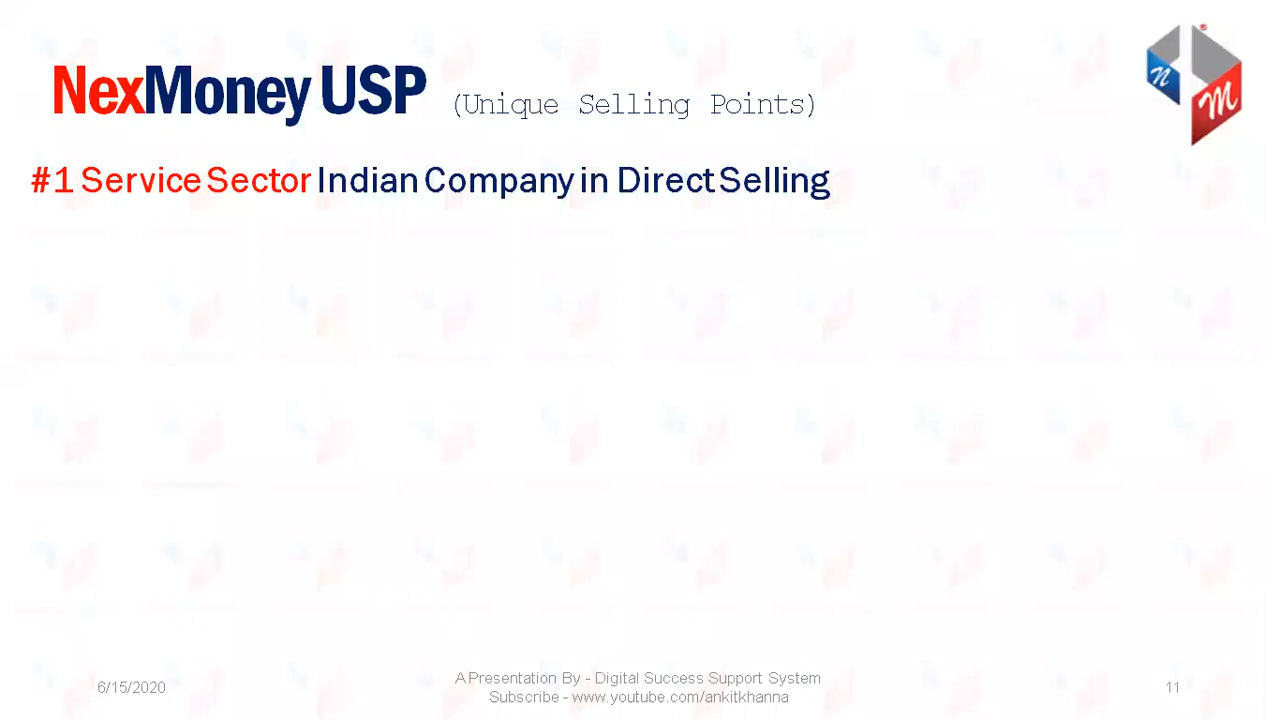 NexMoney USP (Unique Selling Points)
#1 Service Sector Indian Company in Direct Selling
n M
6/15/2020
A Presentation By - Digital Success Support System
Subscribe - www.youtube.com/ankitkhanna
11